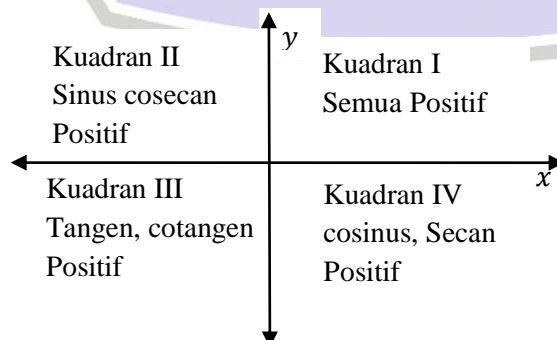 y
Kuadran II
Sinus cosecan
Positif
Kuadran I
Semua Positif
x
Kuadran III
Tangen, cotangen
Positif
Kuadran IV
cosinus, Secan
Positif